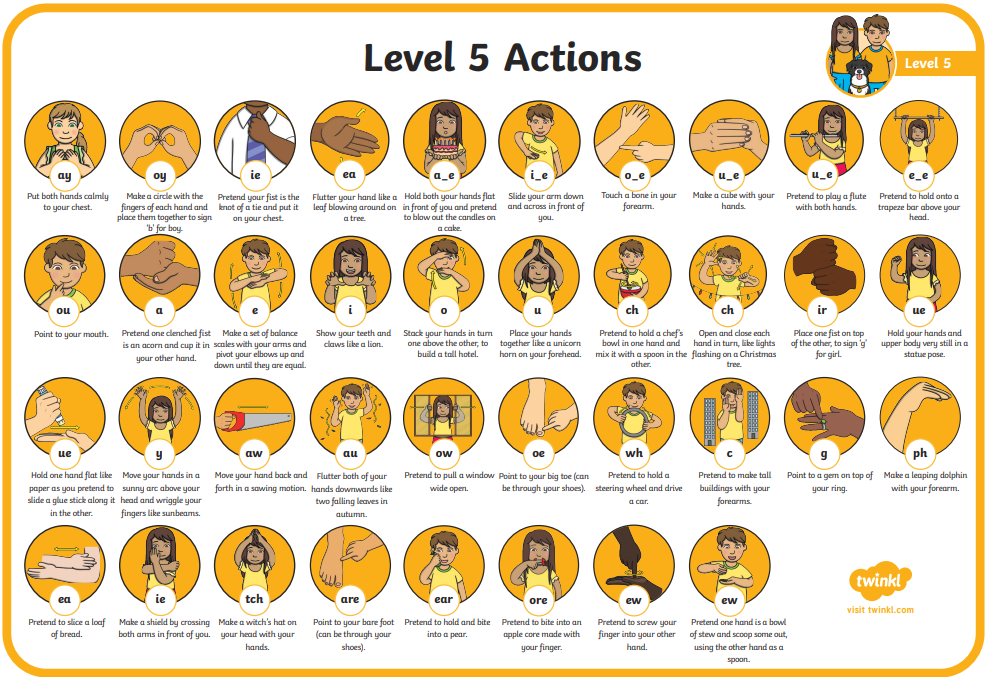 Level 5 Actions
Level 5
ay
Put both hands calmly
to your chest.
oy
Make a circle with the
fingers of each hand and
place them together to sign
'b' for boy.
ie
Pretend your fist is the
knot of a tie and put it
on your chest.
ea
Flutter your hand like a
leaf blowing around on
a tree.
a_e
Hold both your hands flat
in front of you and pretend
to blow out the candles on
a cake.
i_e
Slide your arm down
and across in front of
you.
o_e
Touch a bone in your
forearm.
u_e
Make a cube with your
hands.
u_e
Pretend to play a flute
with both hands.
e_e
Pretend to hold onto a
trapeze bar above your
head.
ou
Point to your mouth.
a
Pretend one clenched fist
is an acorn and cup it in
your other hand.
e
Make a set of balance
scales with your arms and
pivot your elbows up and
down until they are equal.
i
Show your teeth and
claws like a lion.
o
Stack your hands in turn
one above the other, to
build a tall hotel.
u
Place your hands
together like a unicorn
horn on your forehead.
ch
Pretend to hold a chef's
bowl in one hand and
mix it with a spoon in the
other.
ch
Open and close each
hand in turn, like lights
flashing on a Christmas
tree.
ir
Place one fist on top
of the other, to sign 'g'
for girl.
ue
Hold your hands and
upper body very still in a
statue pose.
ue
Hold one hand flat like
paper as you pretend to
slide a glue stick along it
in the other.
y
Move your hands in a
sunny arc above your
head and wriggle your
fingers like sunbeams.
aw
Move your hand back and
forth in a sawing motion.
au
Flutter both of your
hands downwards like
two falling leaves in
autumn.
ow
Pretend to pull a window
wide open.
oe
Point to your big toe (can
be through your shoes).
wh
Pretend to hold a
steering wheel and drive
a car.
c
Pretend to make tall
buildings with your
forearms.
g
Point to a gem on top of
your ring.
ph
Make a leaping dolphin
with your forearm.
ea
Pretend to slice a loaf
of bread.
ie
Make a shield by crossing
both arms in front of you.
tch
Make a witch's hat on
your head with your
hands.
are
Point to your bare foot
(can be through your
shoes).
ear
Pretend to hold and bite
into a pear.
ore
Pretend to bite into an
apple core made with
your finger.
ew
Pretend to screw your
finger into your other
hand.
ew
Pretend one hand is a bowl
of stew and scoop some out,
using the other hand as a
spoon.
twinkl
visit twinkl.com